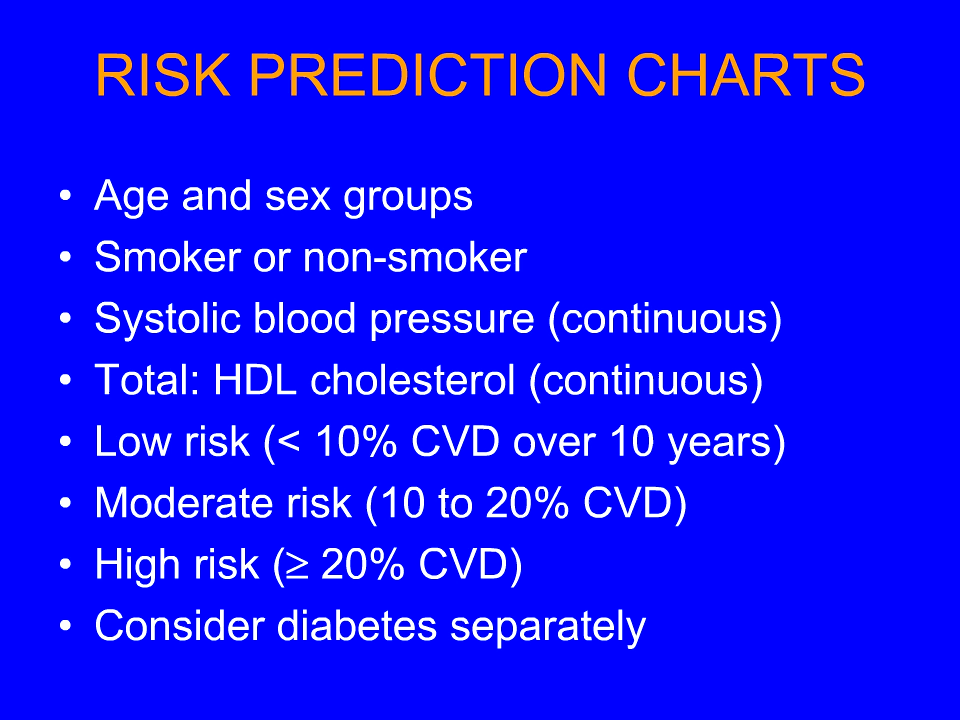 RISK PREDICTION CHARTS
• Age and sex groups
• Smoker or non-smoker
• Systolic blood pressure (continuous)
• Total: HDL cholesterol (continuous)
• Low risk (< 10% CVD over 10 years)
• Moderate risk (10 to 20% CVD)
• High risk (≥ 20% CVD)
• Consider diabetes separately